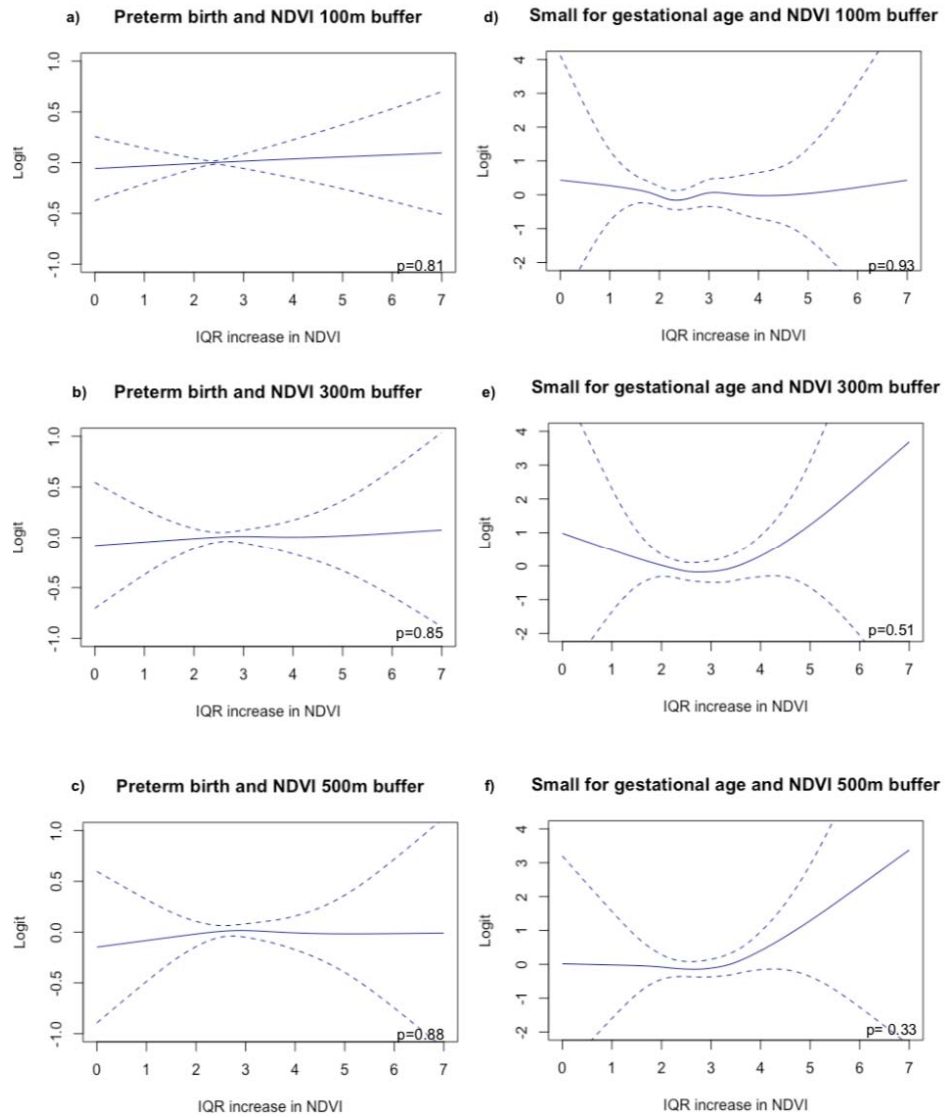 a) Preterm birth and NDVI 100m buffer
1.0
0.5
0.0
-0.5
-1.0
Logit
p=0.81
0 1 2 3 4 5 6 7
IQR increase in NDVI
d) Small for gestational age and NDVI 100m buffer
4
3
2
1
0
-1
-2
Logit
p=0.93
0 1 2 3 4 5 6 7
IQR increase in NDVI
b) Preterm birth and NDVI 300m buffer
1.0
0.5
0.0
-0.5
-1.0
Logit
p=0.85
0 1 2 3 4 5 6 7
IQR increase in NDVI
e) Small for gestational age and NDVI 300m buffer
4
3
2
1
0
-1
-2
Logit
p=0.51
0 1 2 3 4 5 6 7
IQR increase in NDVI
c) Preterm birth and NDVI 500m buffer
1.0
0.5
0.0
-0.5
-1.0
Logit
p=0.88
0 1 2 3 4 5 6 7
IQR increase in NDVI
f) Small for gestational age and NDVI 500m buffer
4
3
2
1
0
-1
-2
Logit
p= 0.33
0 1 2 3 4 5 6 7
IQR increase in NDVI